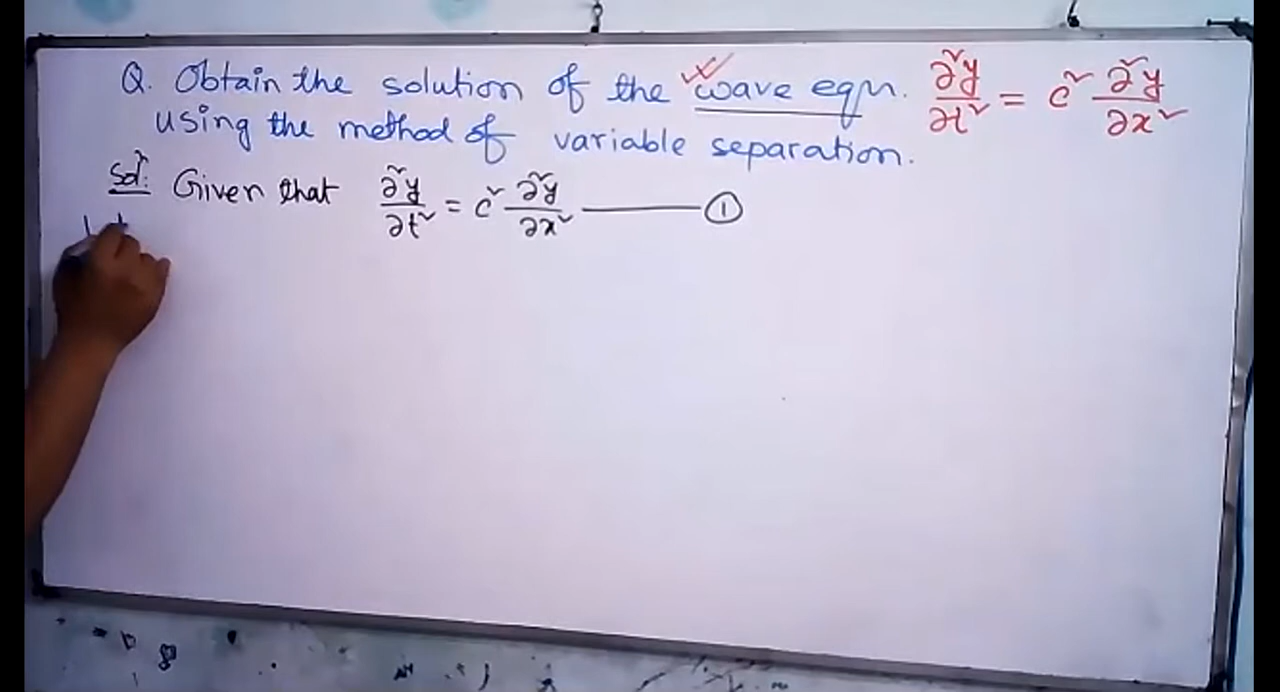 Q. Obtain the solution of the wave eqn. ∂²y/∂t² = c² ∂²y/∂x²
using the method of variable separation.
Solⁿ: Given that ∂²y/∂t² = c² ∂²y/∂x² ——— ①